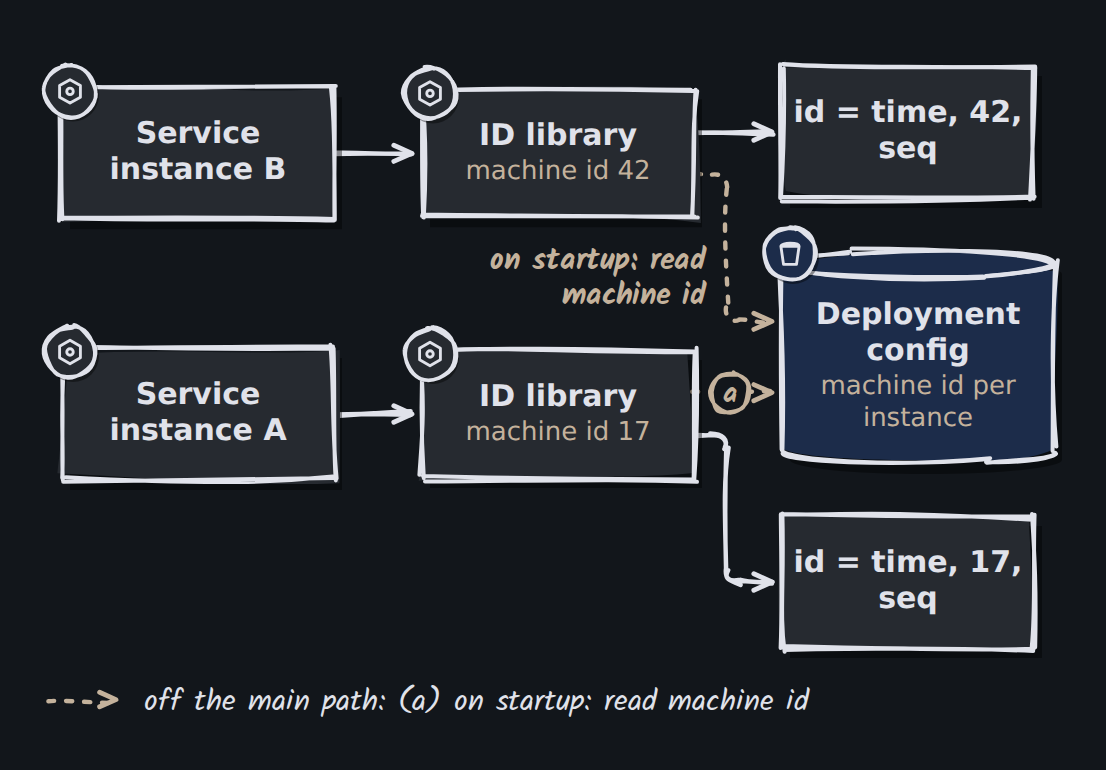 Service
instance B
ID library
machine id 42
id = time, 42,
seq
on startup: read
machine id
Deployment
config
machine id per
instance
Service
instance A
ID library
machine id 17
a
id = time, 17,
seq
off the main path: (a) on startup: read machine id